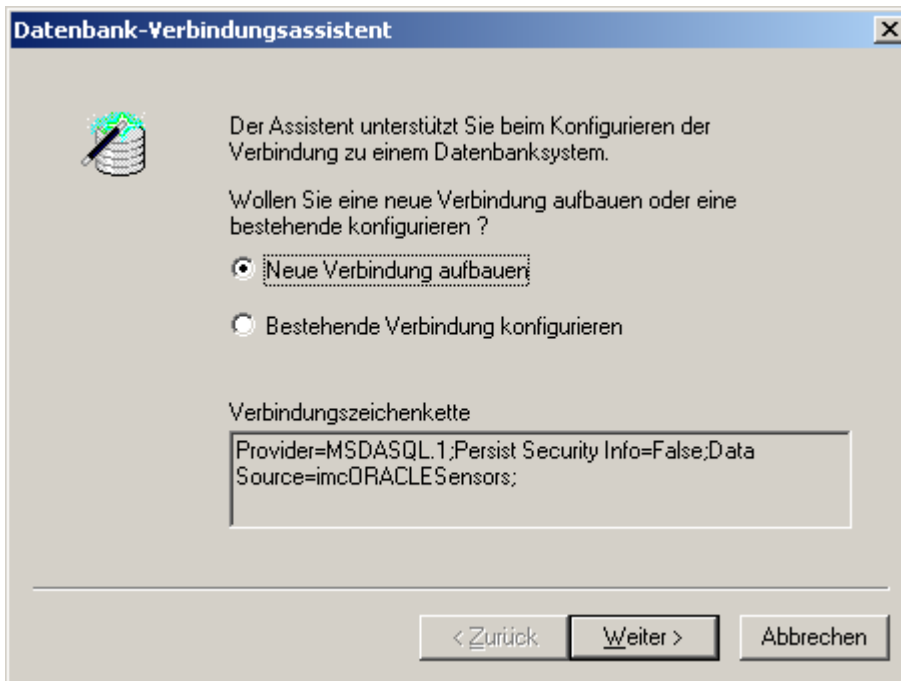 Datenbank-Verbindungsassistent
Der Assistent unterstützt Sie beim Konfigurieren der
Verbindung zu einem Datenbanksystem.
Wollen Sie eine neue Verbindung aufbauen oder eine
bestehende konfigurieren ?
Neue Verbindung aufbauen
Bestehende Verbindung konfigurieren
Verbindungszeichenkette
Provider=MSDASQL.1;Persist Security Info=False;Data
Source=imcORACLESensors;
< Zurück Weiter > Abbrechen